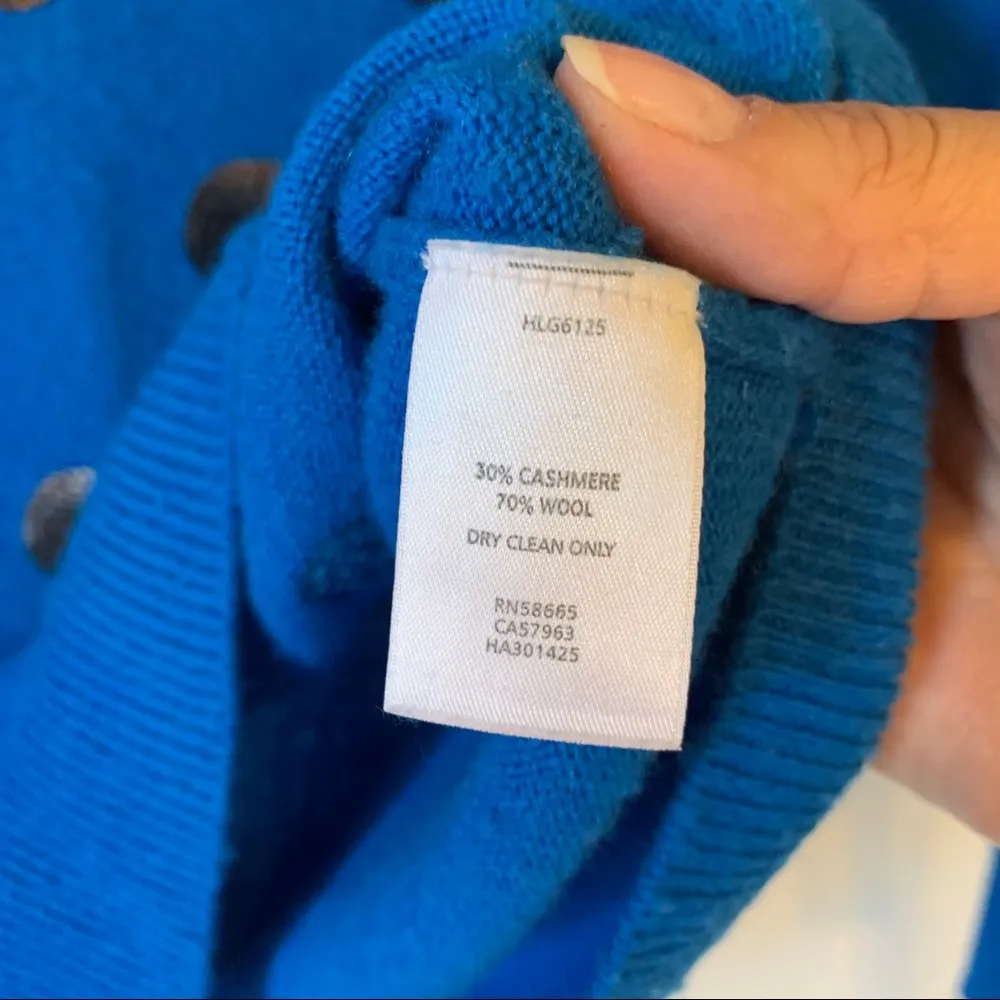 HLG6125
30% CASHMERE
70% WOOL
DRY CLEAN ONLY
RN58665
CA57963
HA301425